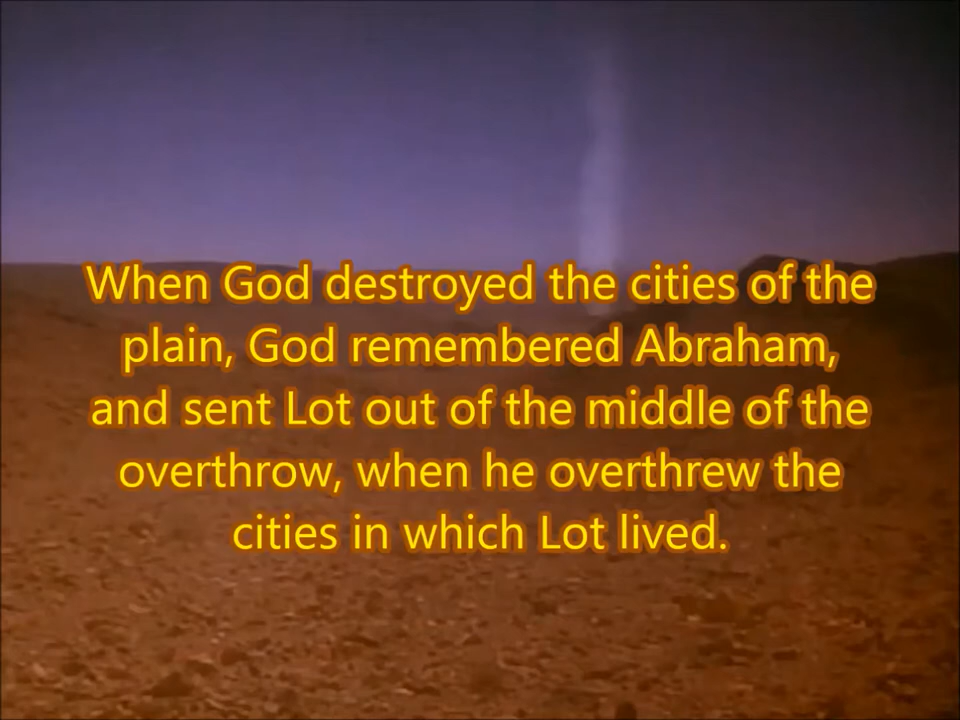 When God destroyed the cities of the
plain, God remembered Abraham,
and sent Lot out of the middle of the
overthrow, when he overthrew the
cities in which Lot lived.